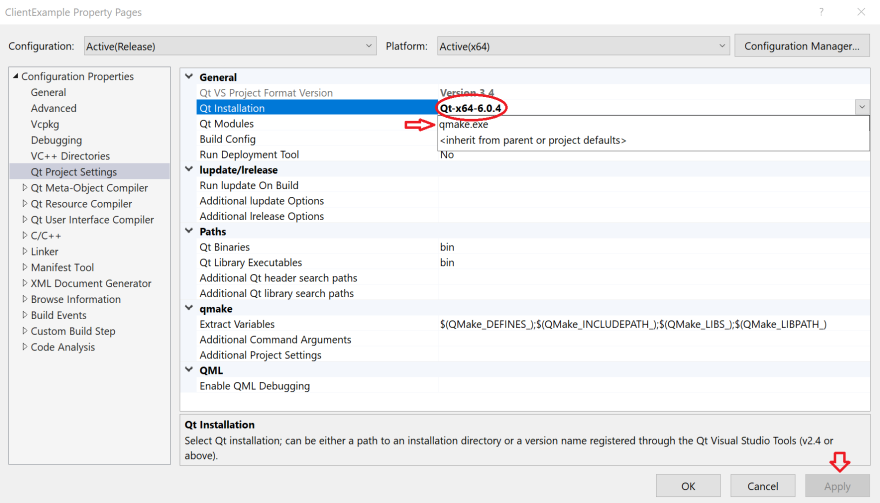 ClientExample Property Pages
?
Configuration: Active(Release) Platform: Active(x64) Configuration Manager...
Configuration Properties
General
Advanced
Vcpkg
Debugging
VC++ Directories
Qt Project Settings
Qt Meta-Object Compiler
Qt Resource Compiler
Qt User Interface Compiler
C/C++
Linker
Manifest Tool
XML Document Generator
Browse Information
Build Events
Custom Build Step
Code Analysis
General
Qt VS Project Format Version Version 3.4
Qt Installation Qt-x64-6.0.4
Qt Modules qmake.exe
Build Config <inherit from parent or project defaults>
Run Deployment Tool No
lupdate/lrelease
Run lupdate On Build
Additional lupdate Options
Additional lrelease Options
Paths
Qt Binaries bin
Qt Library Executables bin
Additional Qt header search paths
Additional Qt library search paths
qmake
Extract Variables $(QMake_DEFINES_);$(QMake_INCLUDEPATH_);$(QMake_LIBS_);$(QMake_LIBPATH_)
Additional Command Arguments
Additional Project Settings
QML
Enable QML Debugging
Qt Installation
Select Qt installation; can be either a path to an installation directory or a version name registered through the Qt Visual Studio Tools (v2.4 or
above).
OK Cancel Apply